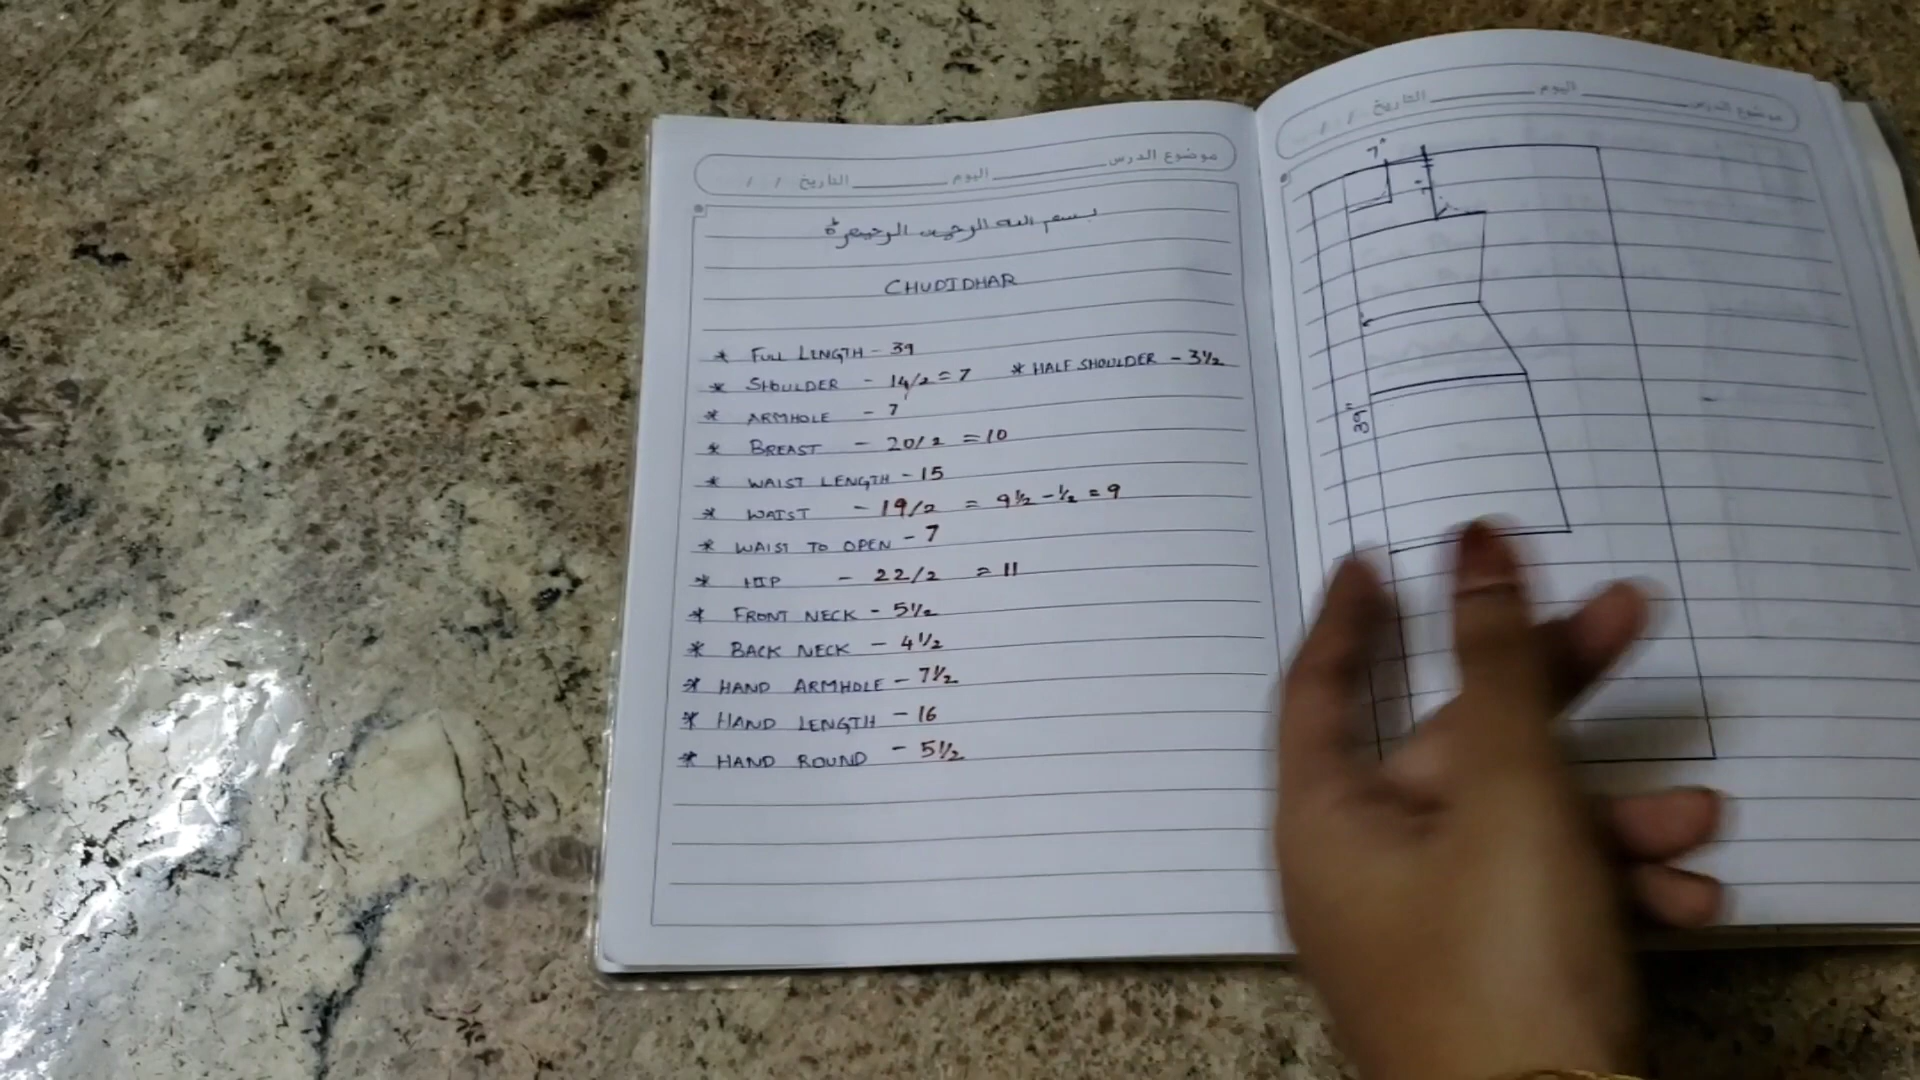 موضوع الدرس
اليوم التاريخ / /
بسم الله الرحمن الرحيم
CHUDIDHAR
* FULL LENGTH - 39
* SHOULDER - 14/2 = 7 * HALF SHOULDER - 3½
* ARMHOLE - 7
* BREAST - 20/2 = 10
* WAIST LENGTH - 15
* WAIST - 19/2 = 9½ - ½ = 9
* WAIST TO OPEN - 7
* HIP - 22/2 = 11
* FRONT NECK - 5½
* BACK NECK - 4½
* HAND ARMHOLE - 7½
* HAND LENGTH - 16
* HAND ROUND - 5½
موضوع الدرس اليوم التاريخ / /
7"
39"